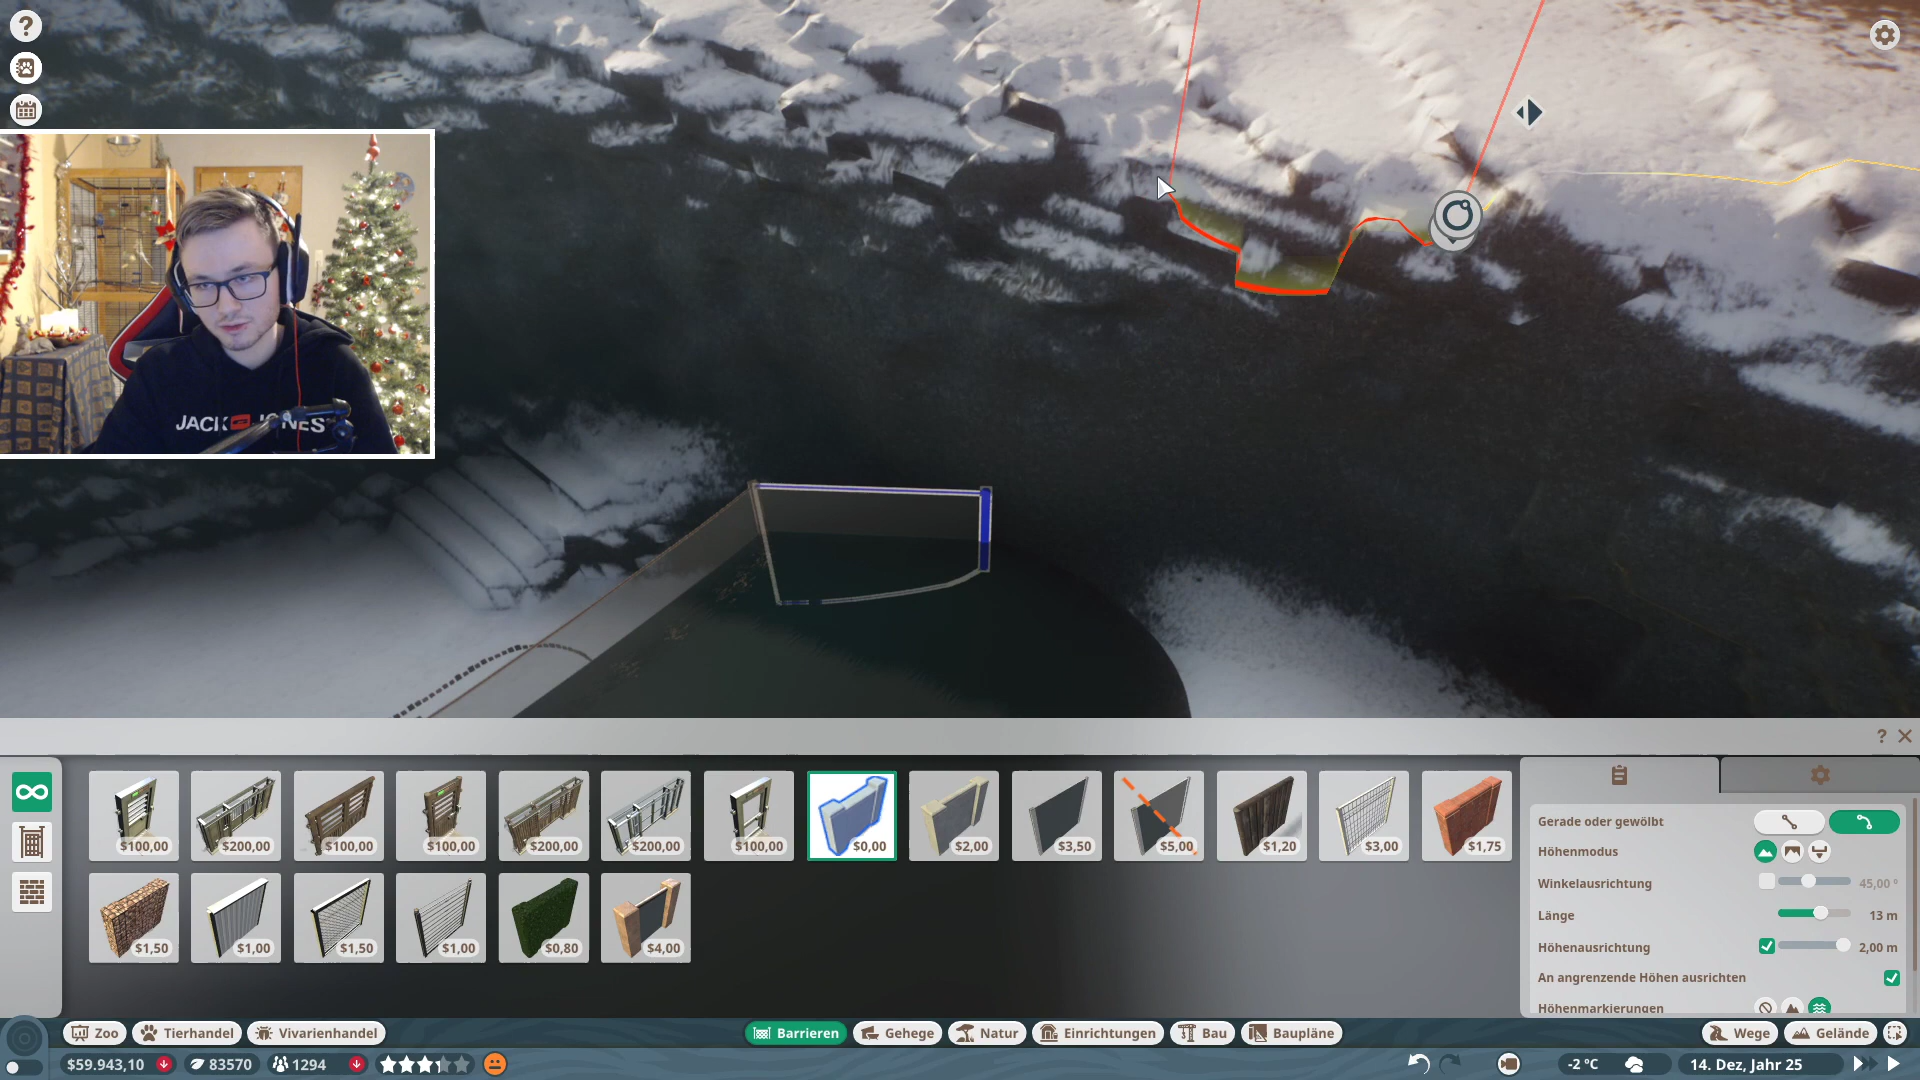 ?
JACK JONES
? ×
$100,00 $200,00 $100,00 $100,00 $200,00 $200,00 $100,00 $0,00 $2,00 $3,50 $5,00 $1,20 $3,00 $1,75
$1,50 $1,00 $1,50 $1,00 $0,80 $4,00
Gerade oder gewölbt
Höhenmodus
Winkelausrichtung 45,00 °
Länge 13 m
Höhenausrichtung 2,00 m
An angrenzende Höhen ausrichten
Höhenmarkierungen
Zoo Tierhandel Vivarienhandel Barrieren Gehege Natur Einrichtungen Bau Baupläne Wege Gelände
$59.943,10 83570 1294 -2 °C 14. Dez, Jahr 25